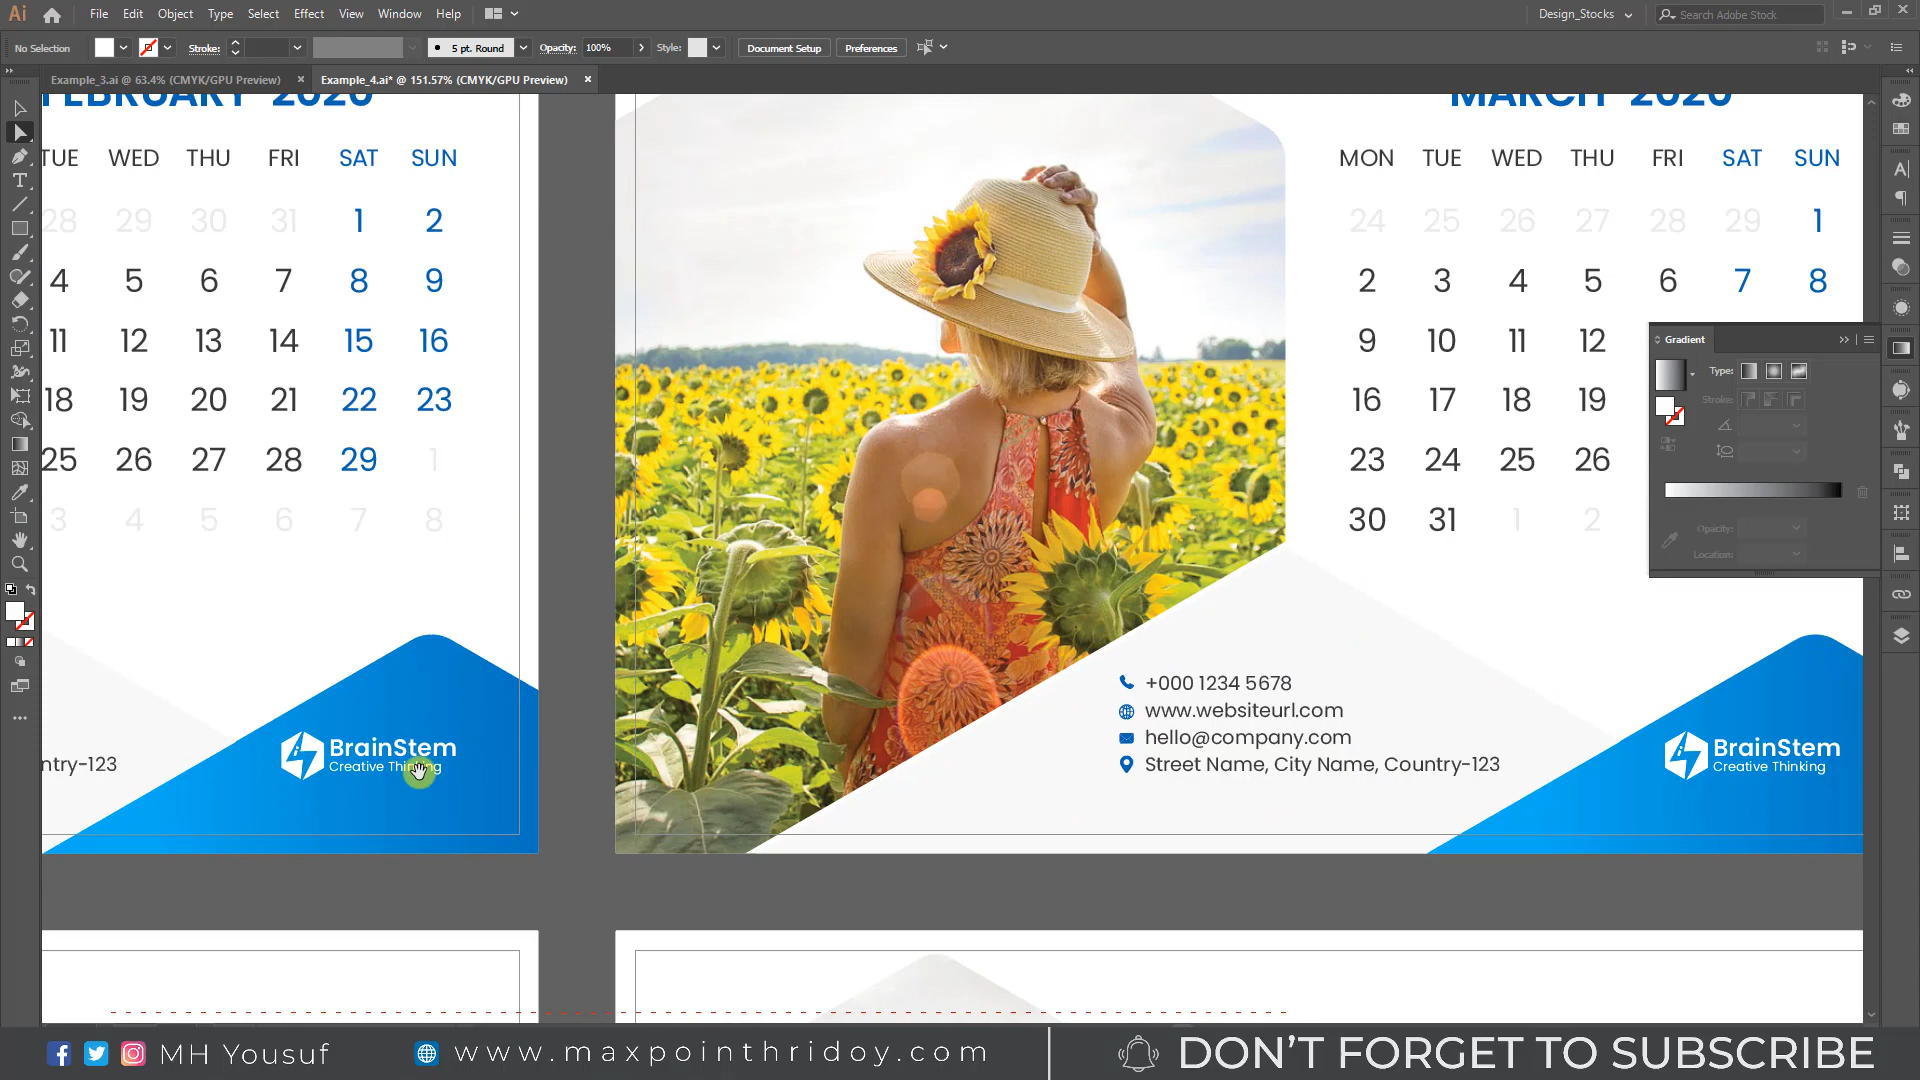 Ai File Edit Object Type Select Effect View Window Help Design_Stocks Search Adobe Stock
No Selection Stroke: 5 pt. Round Opacity: 100% Style: Document Setup Preferences
Example_3.ai @ 63.4% (CMYK/GPU Preview) × Example_4.ai* @ 151.57% (CMYK/GPU Preview) ×
FEBRUARY 2020
TUE WED THU FRI SAT SUN
28 29 30 31 1 2
4 5 6 7 8 9
11 12 13 14 15 16
18 19 20 21 22 23
25 26 27 28 29 1
3 4 5 6 7 8
ntry-123
BrainStem
Creative Thinking
MARCH 2020
MON TUE WED THU FRI SAT SUN
24 25 26 27 28 29 1
2 3 4 5 6 7 8
9 10 11 12
16 17 18 19
23 24 25 26
30 31 1 2
+000 1234 5678
www.websiteurl.com
hello@company.com
Street Name, City Name, Country-123
BrainStem
Creative Thinking
Gradient
Type:
Stroke:
Opacity:
Location:
MH Yousuf www.maxpointhridoy.com DON'T FORGET TO SUBSCRIBE